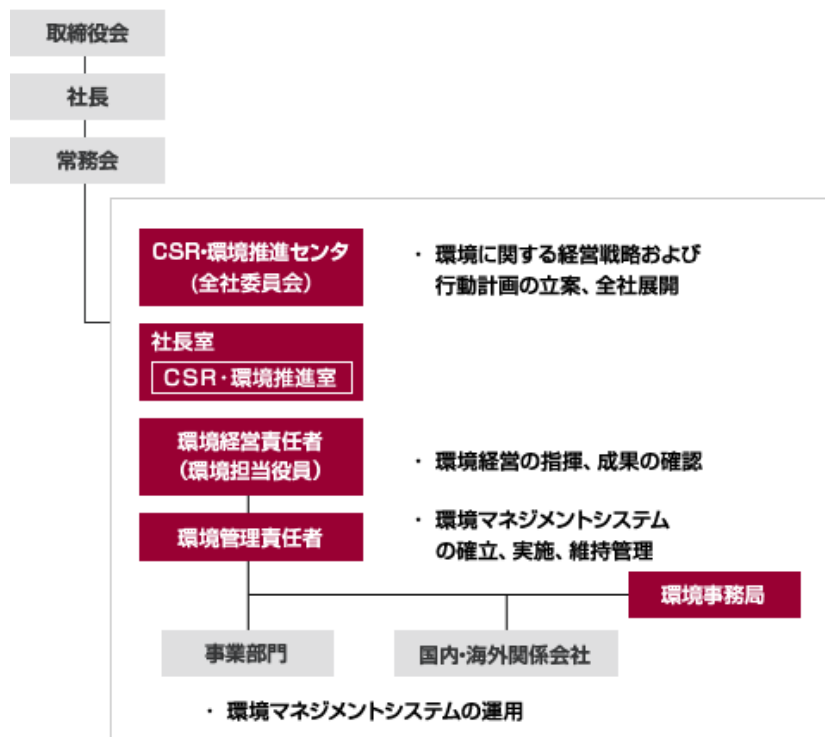 取締役会
社長
常務会
CSR・環境推進センタ
(全社委員会)
・ 環境に関する経営戦略および
行動計画の立案、全社展開
社長室
CSR・環境推進室
環境経営責任者
(環境担当役員)
・ 環境経営の指揮、成果の確認
環境管理責任者
・ 環境マネジメントシステム
の確立、実施、維持管理
環境事務局
事業部門
国内・海外関係会社
・ 環境マネジメントシステムの運用